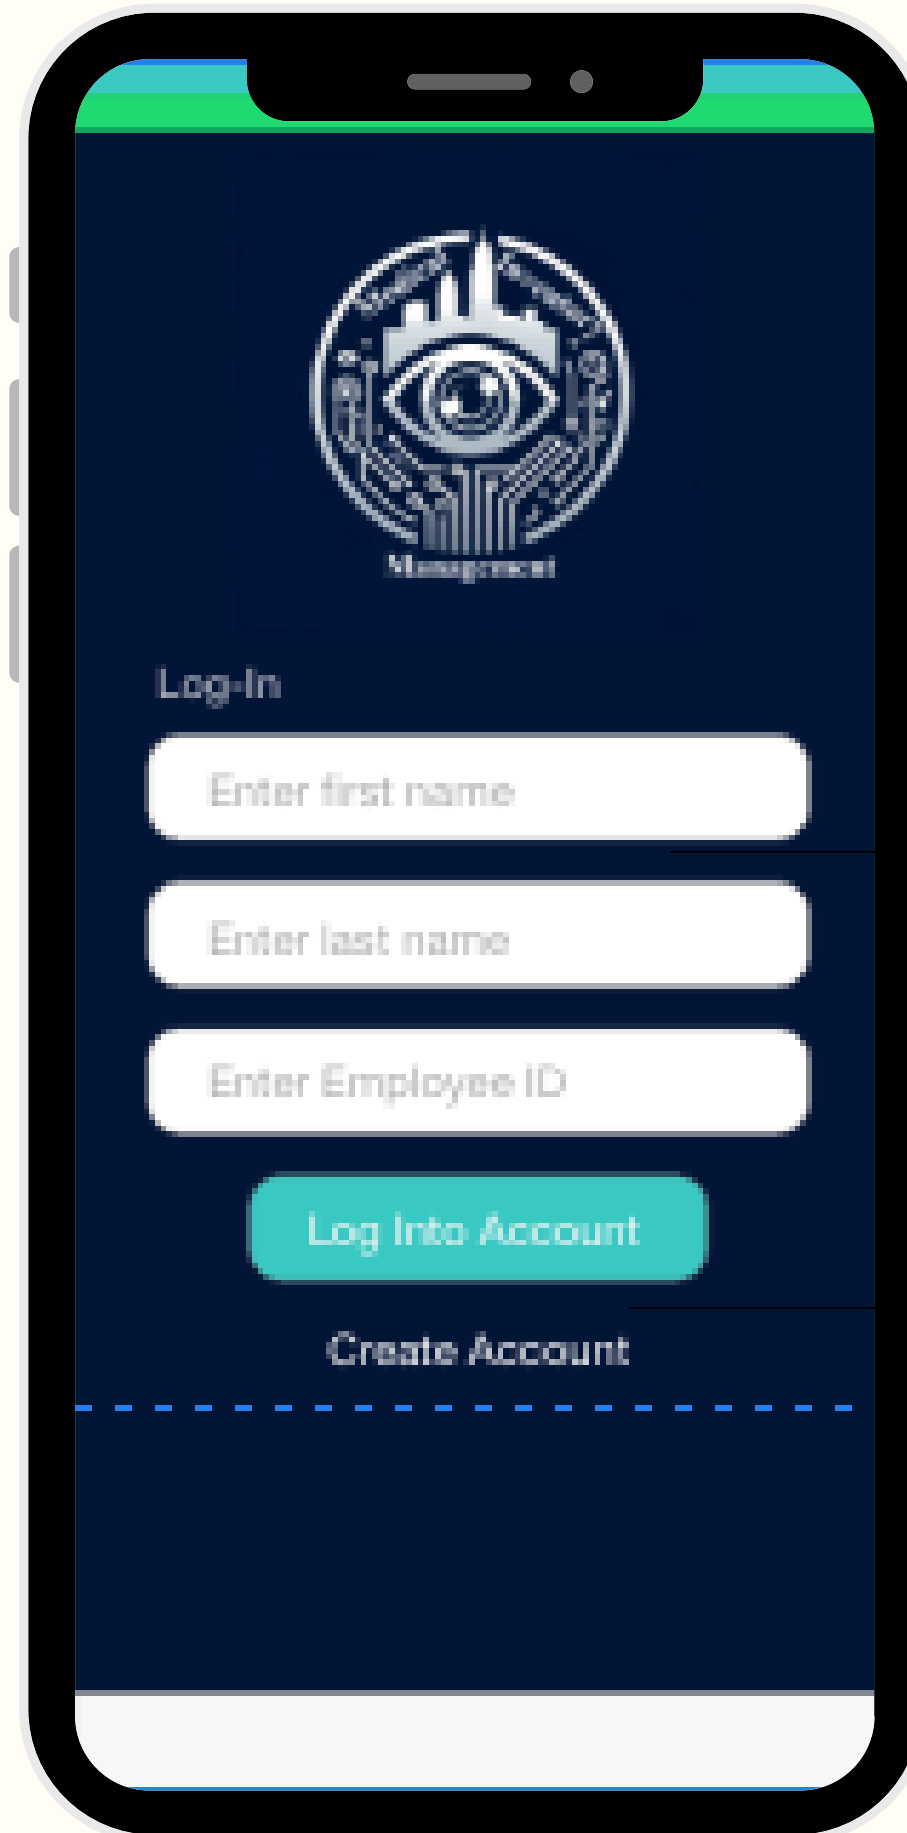 Management
Log-In
Enter first name
Enter last name
Enter Employee ID
Log Into Account
Create Account